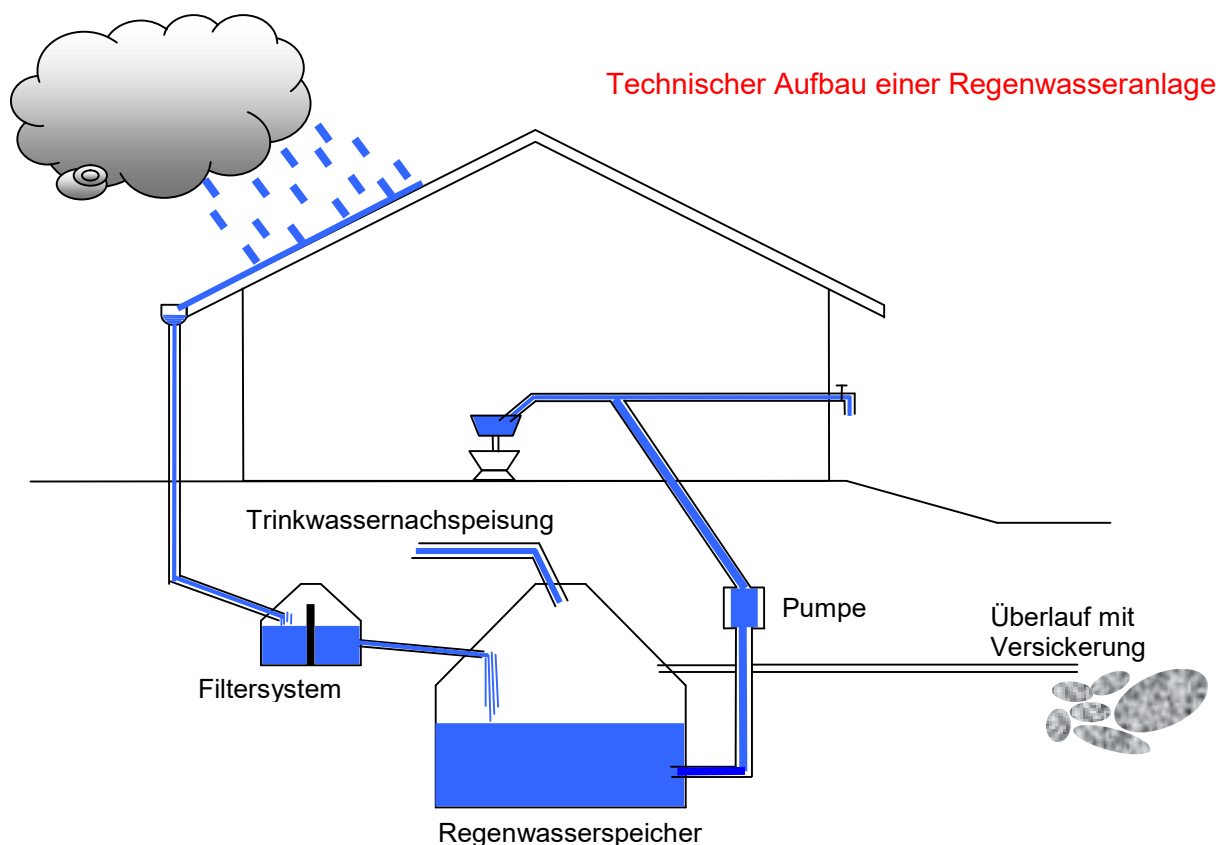 Technischer Aufbau einer Regenwasseranlage
Trinkwassernachspeisung
Pumpe
Überlauf mit
Versickerung
Filtersystem
Regenwasserspeicher